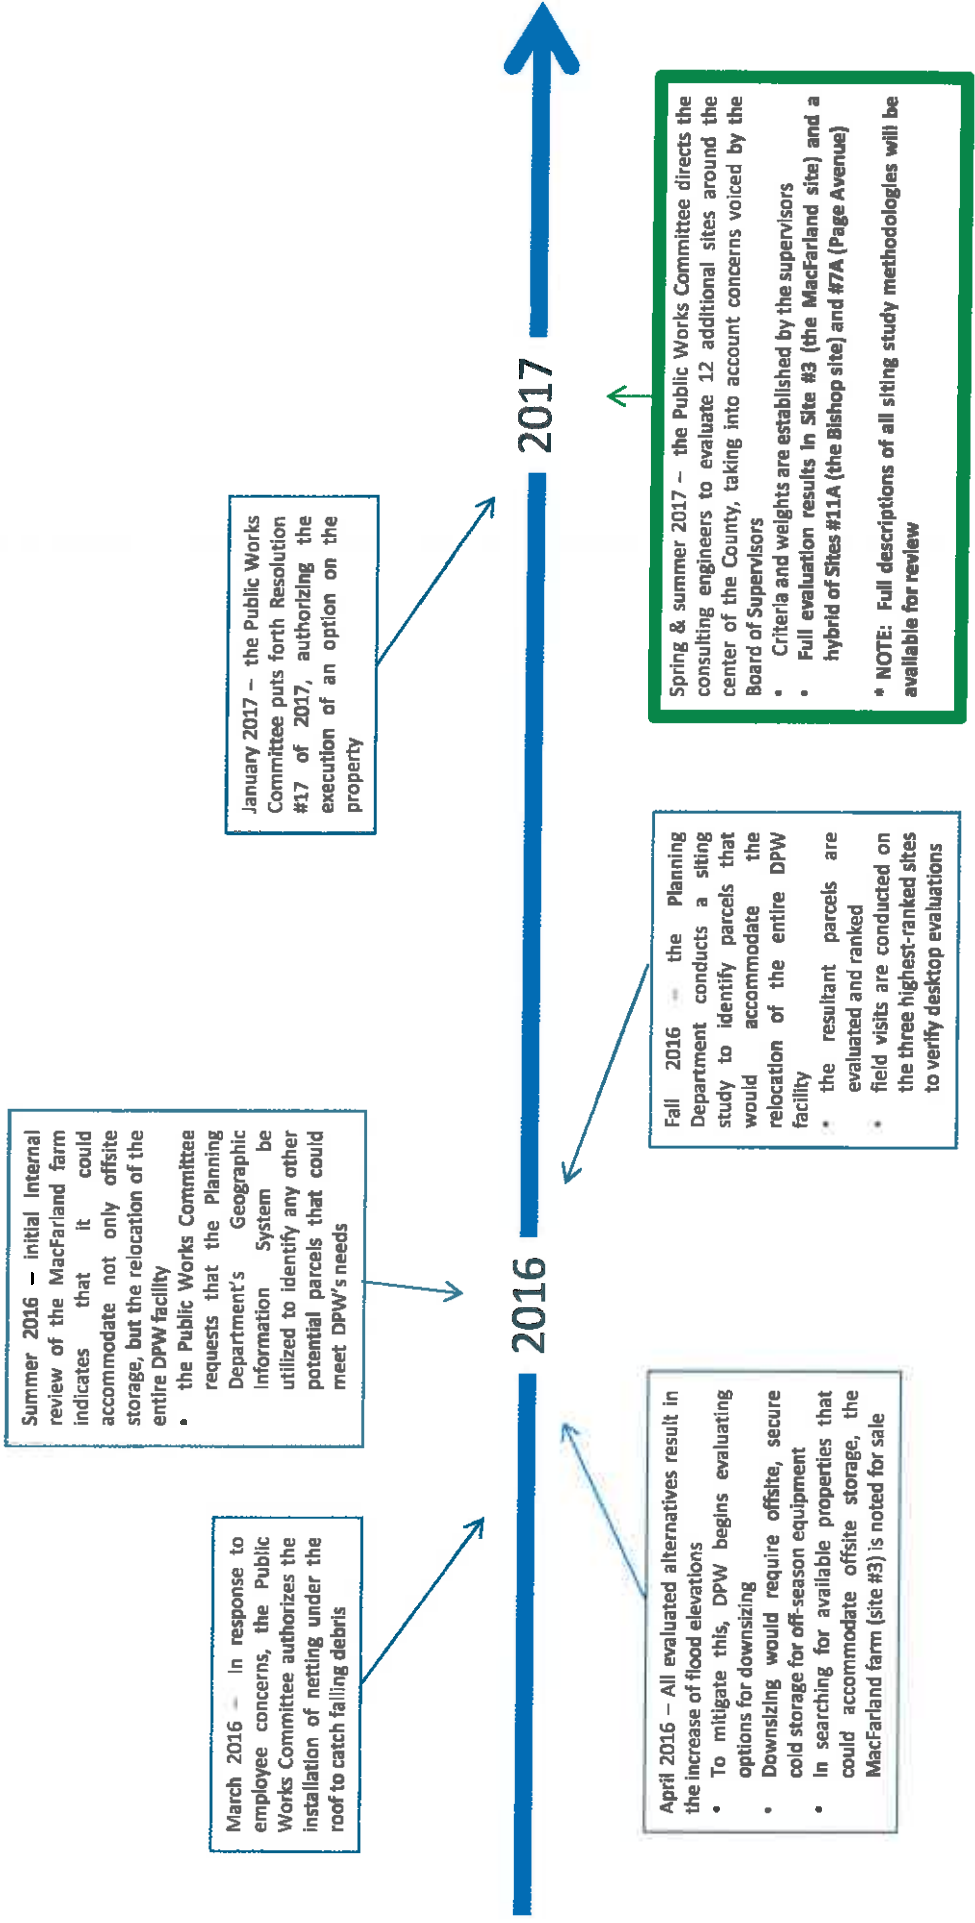 March 2016 – In response to
employee concerns, the Public
Works Committee authorizes the
installation of netting under the
roof to catch falling debris
Summer 2016 – initial Internal
review of the MacFarland farm
indicates that it could
accommodate not only offsite
storage, but the relocation of the
entire DPW facility
• the Public Works Committee
requests that the Planning
Department's Geographic
Information System be
utilized to identify any other
potential parcels that could
meet DPW's needs
January 2017 – the Public Works
Committee puts forth Resolution
#17 of 2017, authorizing the
execution of an option on the
property
2016
2017
April 2016 – All evaluated alternatives result in
the increase of flood elevations
• To mitigate this, DPW begins evaluating
options for downsizing
• Downsizing would require offsite, secure
cold storage for off-season equipment
• In searching for available properties that
could accommodate offsite storage, the
MacFarland farm (site #3) is noted for sale
Fall 2016 – the Planning
Department conducts a siting
study to identify parcels that
would accommodate the
relocation of the entire DPW
facility
• the resultant parcels are
evaluated and ranked
• field visits are conducted on
the three highest-ranked sites
to verify desktop evaluations
Spring & summer 2017 – the Public Works Committee directs the
consulting engineers to evaluate 12 additional sites around the
center of the County, taking into account concerns voiced by the
Board of Supervisors
• Criteria and weights are established by the supervisors
• Full evaluation results in Site #3 (the MacFarland site) and a
hybrid of Sites #11A (the Bishop site) and #7A (Page Avenue)
* NOTE: Full descriptions of all siting study methodologies will be
available for review